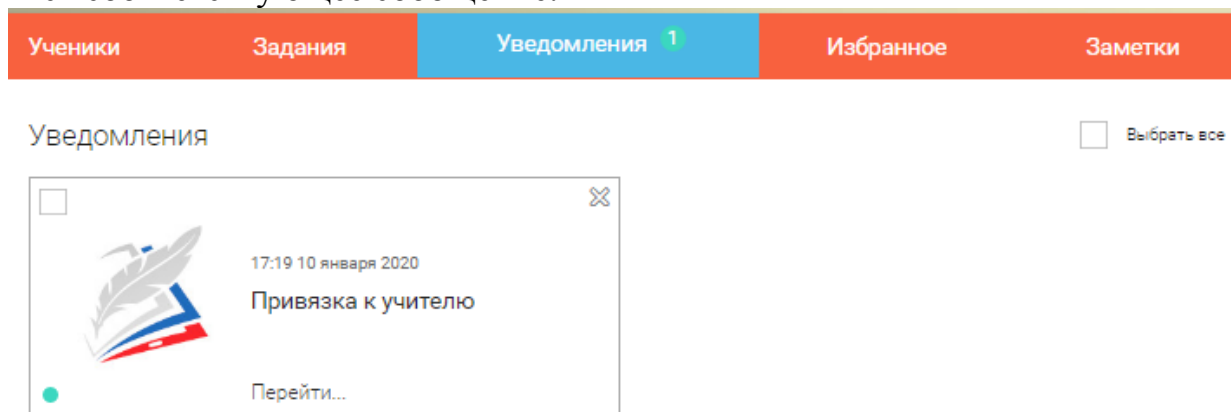 Ученики Задания Уведомления 1 Избранное Заметки
Уведомления Выбрать все
17:19 10 января 2020
Привязка к учителю
Перейти...